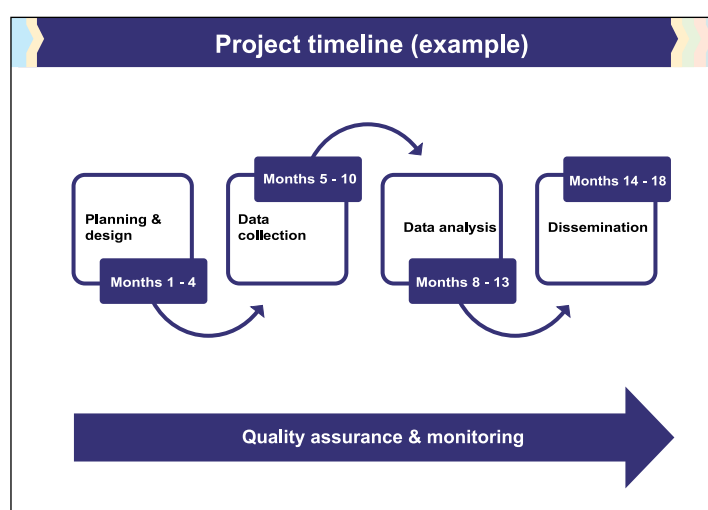 Project timeline (example)
Planning &
design
Months 1 - 4
Months 5 - 10
Data
collection
Data analysis
Months 8 - 13
Months 14 - 18
Dissemination
Quality assurance & monitoring